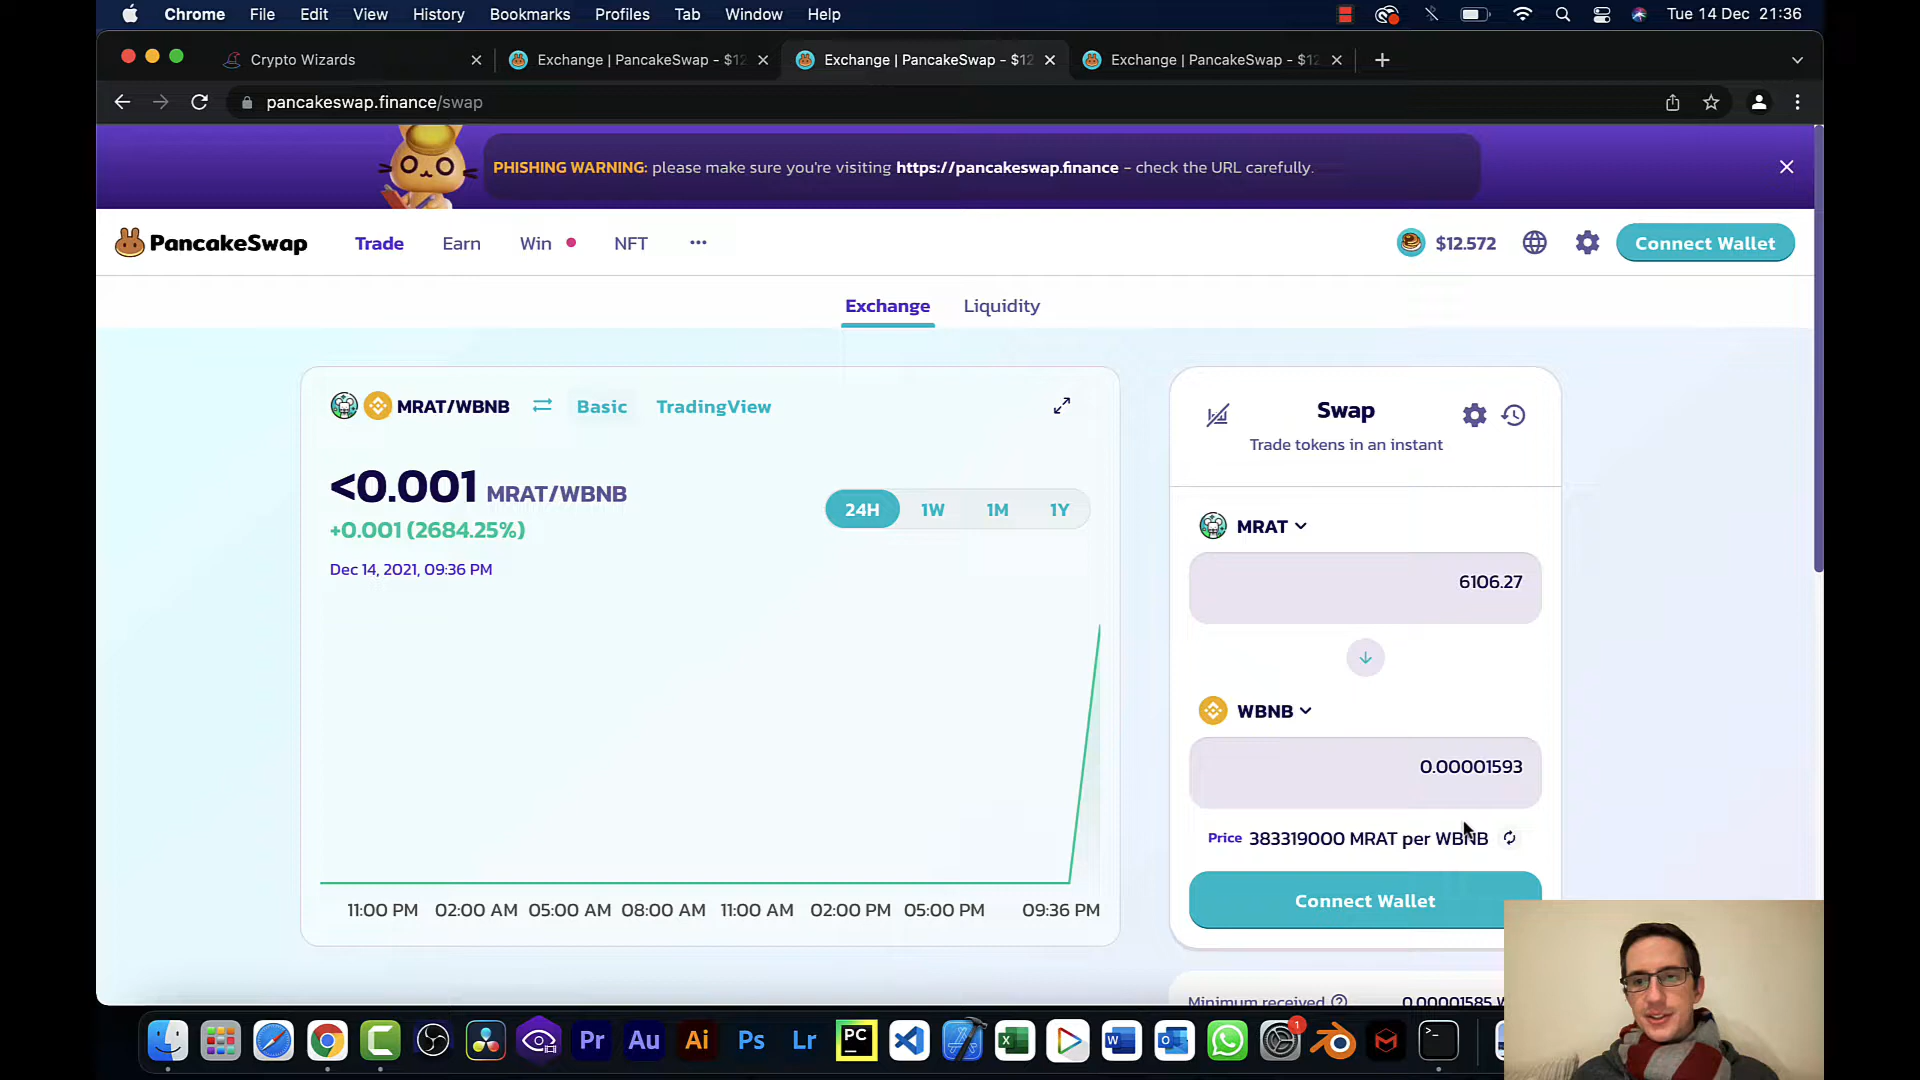 Chrome File Edit View History Bookmarks Profiles Tab Window Help Tue 14 Dec 21:36
Crypto Wizards Exchange | PancakeSwap - $12 Exchange | PancakeSwap - $12 Exchange | PancakeSwap - $12
pancakeswap.finance/swap
PHISHING WARNING: please make sure you're visiting https://pancakeswap.finance - check the URL carefully.
PancakeSwap Trade Earn Win NFT $12.572 Connect Wallet
Exchange Liquidity
MRAT/WBNB Basic TradingView
<0.001 MRAT/WBNB
+0.001 (2684.25%)
Dec 14, 2021, 09:36 PM
24H 1W 1M 1Y
11:00 PM 02:00 AM 05:00 AM 08:00 AM 11:00 AM 02:00 PM 05:00 PM 09:36 PM
Swap
Trade tokens in an instant
MRAT
6106.27
WBNB
0.00001593
Price 383319000 MRAT per WBNB
Connect Wallet
Minimum received 0.00001585
Pr Au Ai Ps Lr PC X W O 1